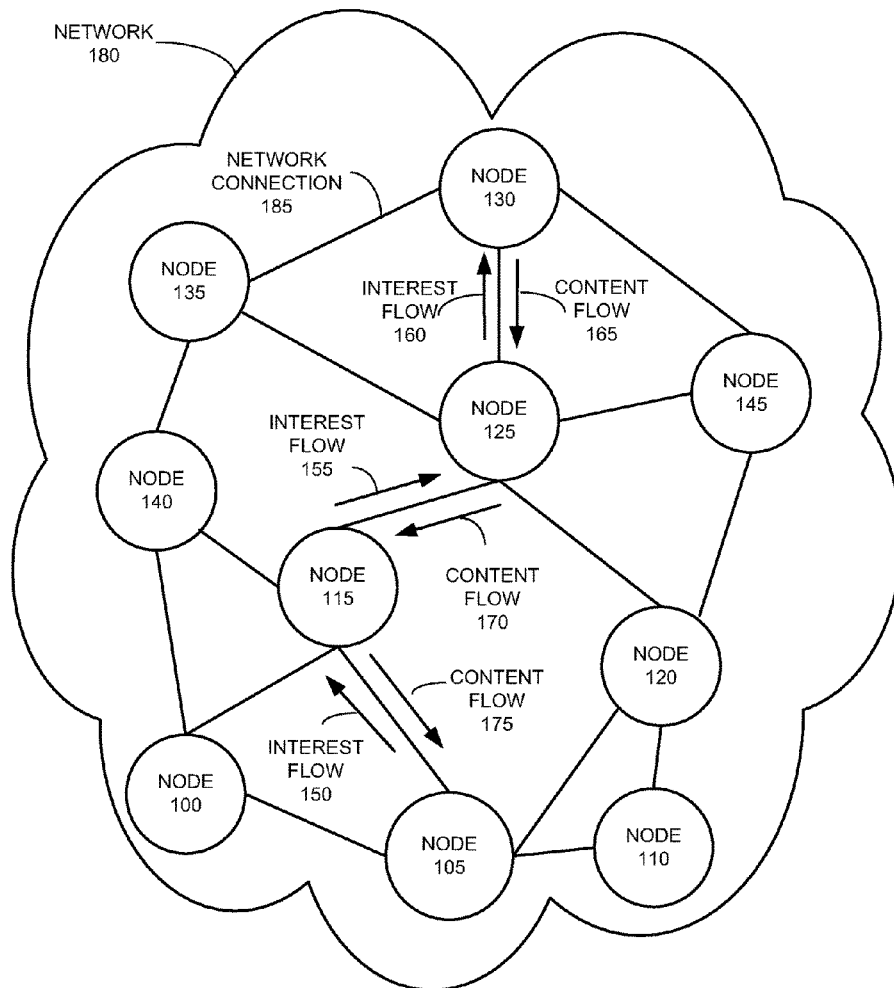 NETWORK
180
NETWORK
CONNECTION
185
NODE
130
NODE
135
INTEREST
FLOW
160
CONTENT
FLOW
165
NODE
145
NODE
125
INTEREST
FLOW
155
NODE
140
NODE
115
CONTENT
FLOW
170
NODE
120
CONTENT
FLOW
175
INTEREST
FLOW
150
NODE
100
NODE
105
NODE
110